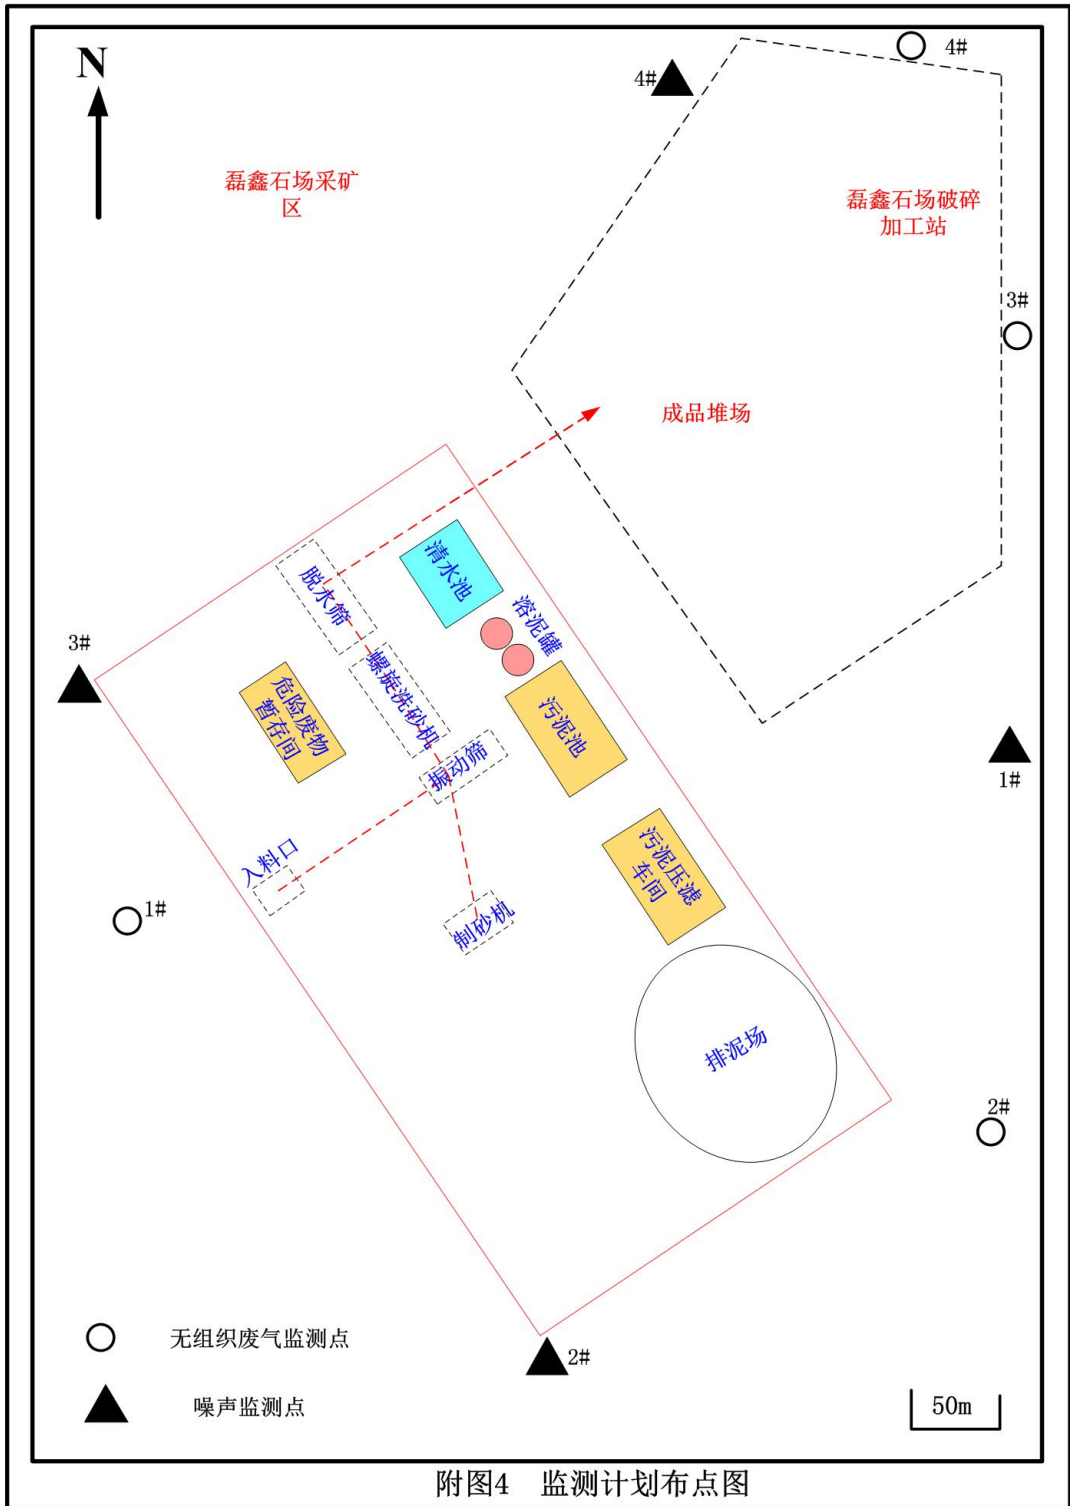 N
4#
4#
磊鑫石场采矿
区
磊鑫石场破碎
加工站
3#
成品堆场
清水池
脱水筛
溶泥罐
3#
螺旋洗砂机
危险废物
暂存间
污泥池
振动筛
1#
入料口
污泥压滤
车间
1#
制砂机
排泥场
2#
无组织废气监测点
2#
噪声监测点
50m
附图4 监测计划布点图